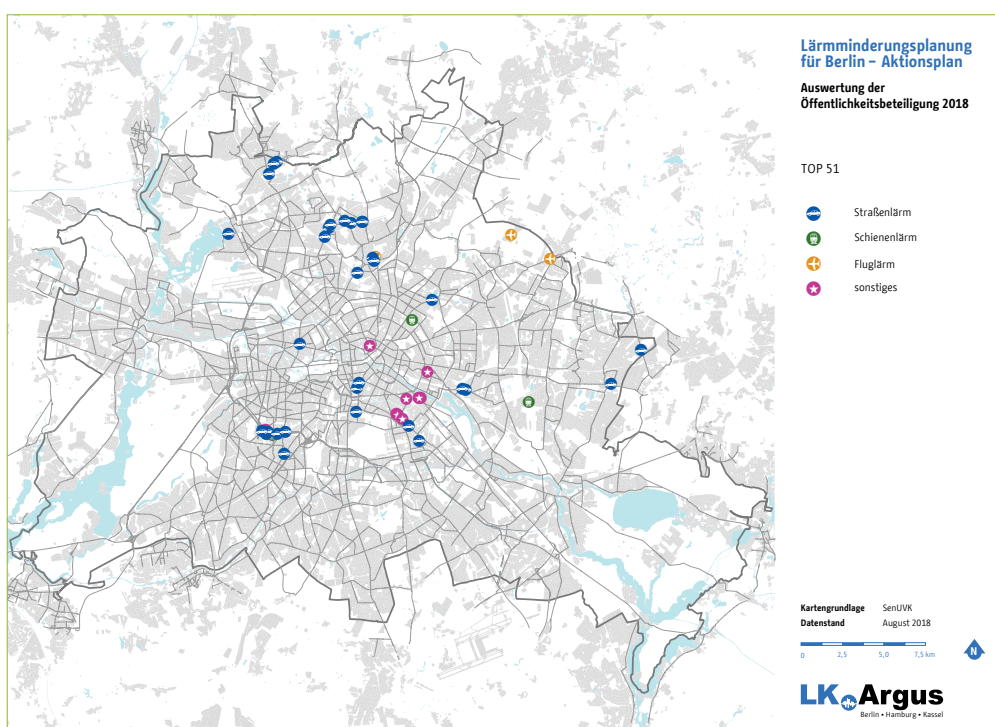 Lärmminderungsplanung
für Berlin – Aktionsplan
Auswertung der
Öffentlichkeitsbeteiligung 2018
TOP 51
Straßenlärm
Schienenlärm
Fluglärm
sonstiges
Kartengrundlage SenUVK
Datenstand August 2018
0 2,5 5,0 7,5 km
N
LK Argus
Berlin • Hamburg • Kassel